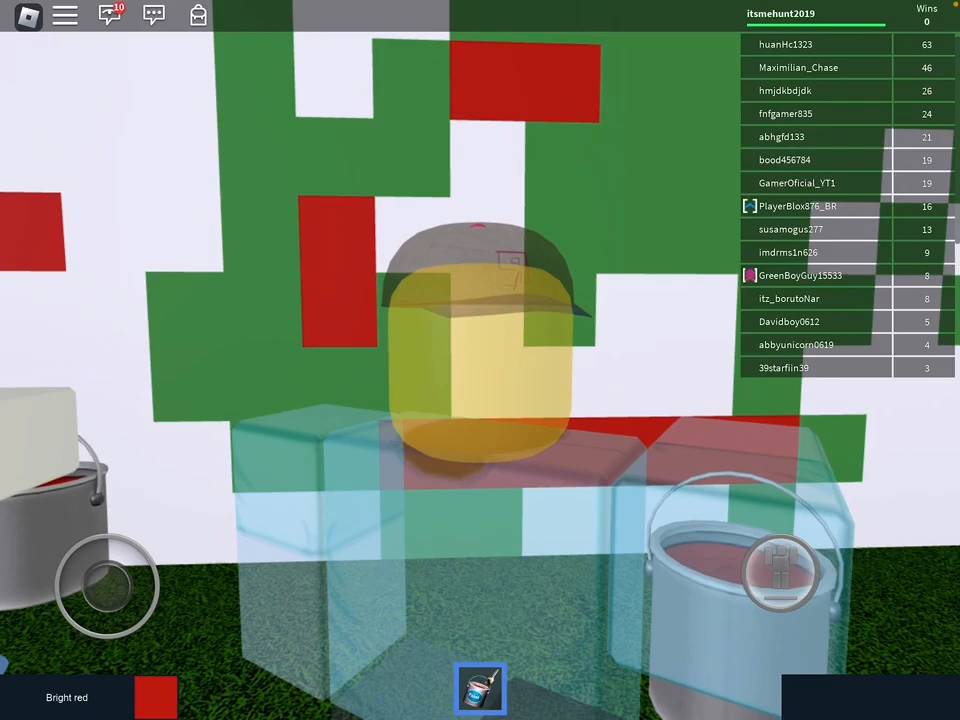 10
itsmehunt2019 Wins 0
huanHc1323 63
Maximilian_Chase 46
hmjdkbdjdk 26
fnfgamer835 24
abhgfd133 21
bood456784 19
GamerOficial_YT1 19
PlayerBlox876_BR 16
susamogus277 13
imdrms1n626 9
GreenBoyGuy15533 8
itz_borutoNar 8
Davidboy0612 5
abbyunicorn0619 4
39starfiin39 3
Bright red